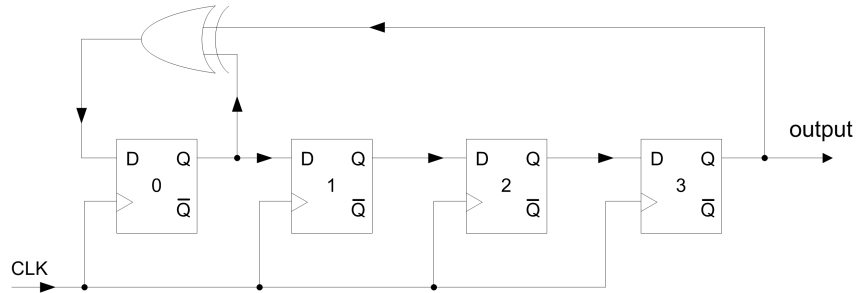 output
D Q D Q D Q D Q
0 1 2 3
Q̅ Q̅ Q̅ Q̅
CLK